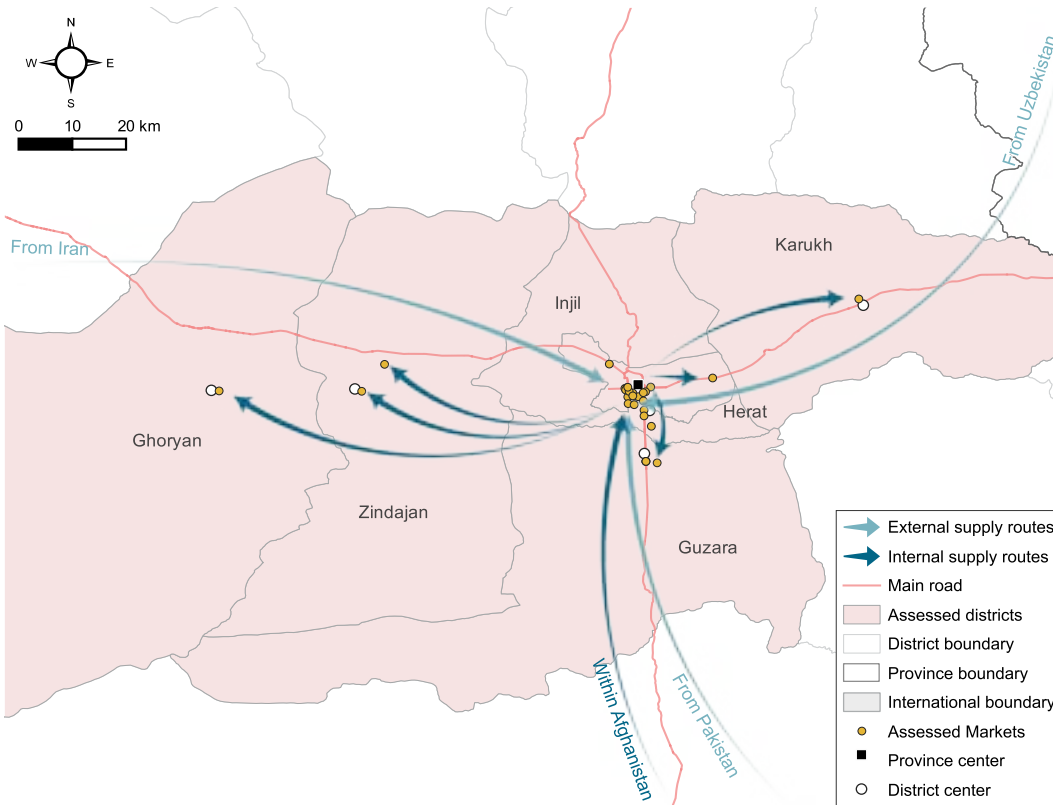 N
W
E
S
0
10
20 km
From Uzbekistan
From Iran
Karukh
Injil
Herat
Ghoryan
Zindajan
Guzara
Within Afghanistan
From Pakistan
External supply routes
Internal supply routes
Main road
Assessed districts
District boundary
Province boundary
International boundary
Assessed Markets
Province center
District center